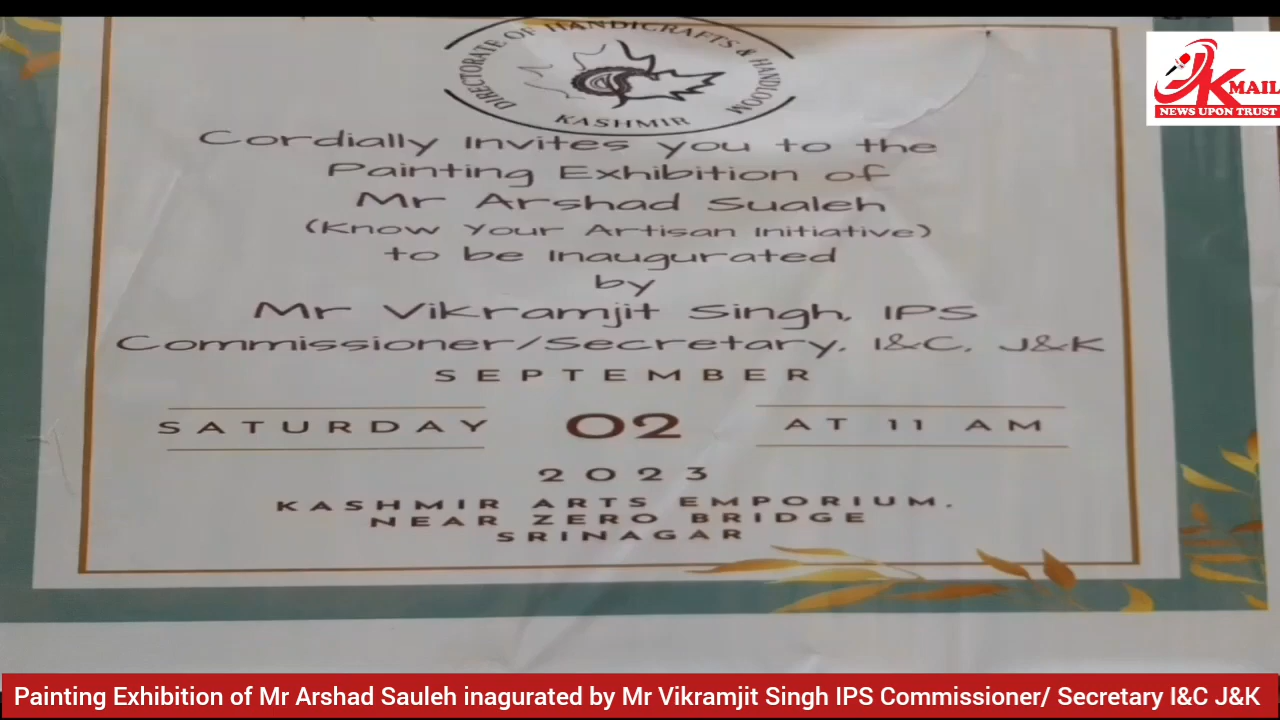 DIRECTORATE OF HANDICRAFTS & HANDLOOM
KASHMIR
JK MAIL
NEWS UPON TRUST
Cordially Invites you to the
Painting Exhibition of
Mr Arshad Sualeh
(Know Your Artisan Initiative)
to be Inaugurated
by
Mr Vikramjit Singh, IPS
Commissioner/Secretary, I&C, J&K
SEPTEMBER
SATURDAY 02 AT 11 AM
2023
KASHMIR ARTS EMPORIUM,
NEAR ZERO BRIDGE
SRINAGAR
Painting Exhibition of Mr Arshad Sauleh inagurated by Mr Vikramjit Singh IPS Commissioner/ Secretary I&C J&K